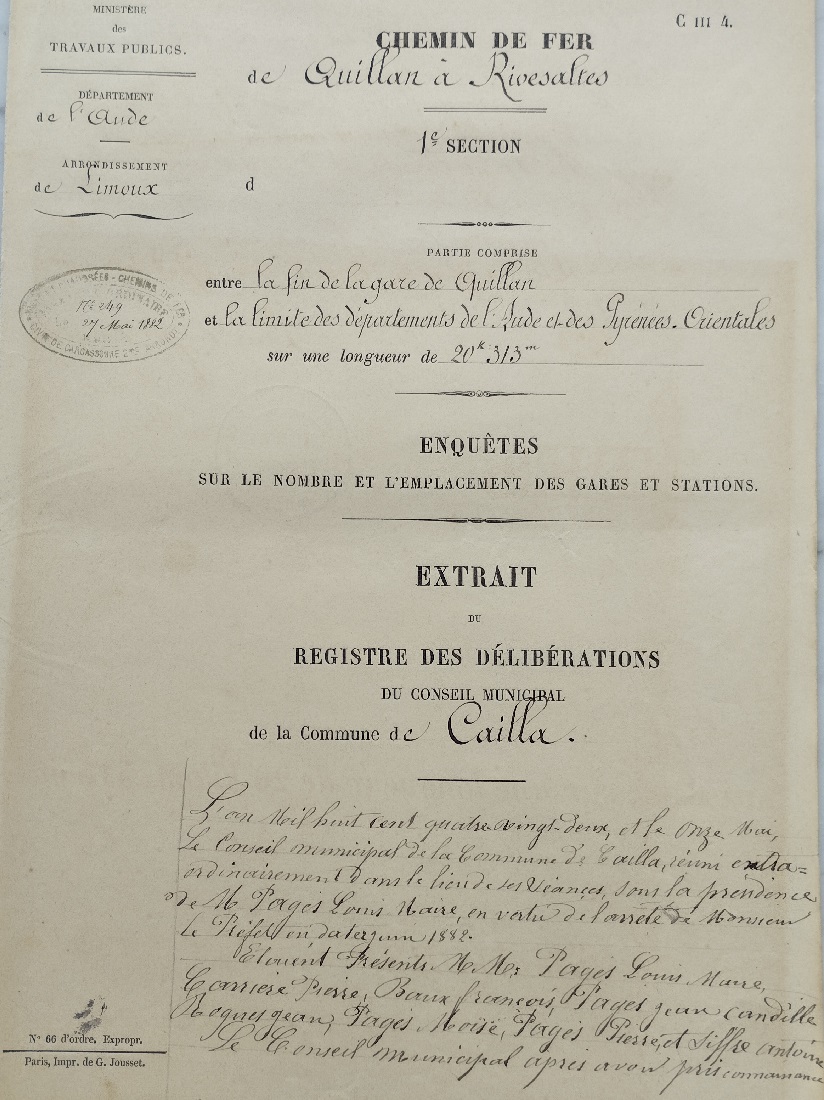 MINISTÈRE
des
TRAVAUX PUBLICS.
DÉPARTEMENT
de l'Aude
ARRONDISSEMENT
de Limoux
C III 4.
CHEMIN DE FER
de Quillan à Rivesaltes
1e SECTION
d
PARTIE COMPRISE
entre la fin de la gare de Quillan
et la limite des départements de l'Aude et des Pyrénées-Orientales
sur une longueur de 20k 313m
CHEMINS DE FER
N° 249
27 Mai 1882
ENQUÊTES
SUR LE NOMBRE ET L'EMPLACEMENT DES GARES ET STATIONS.
EXTRAIT
DU
REGISTRE DES DÉLIBÉRATIONS
DU CONSEIL MUNICIPAL
de la Commune de Cailla.
L'an Mil huit cent quatre vingt-deux, et le onze Mai,
Le Conseil municipal de la Commune de Cailla, réuni extra=
ordinairement dans le lieu de ses séances, sous la présidence
de M. Pagès Louis Maire, en vertu de l'arrêté de Monsieur
le Préfet en date juin 1882.
Etaient Présents M.M. Pagès Louis Maire,
Carrière Pierre, Baux françois, Pagès jean Candille
Rogues jean, Pagès Moïse, Pagès Pierre, et Siffre antoine
Le Conseil municipal après avoir pris connaissance
N° 66 d'ordre. Expropr.
Paris, Impr. de G. Jousset.